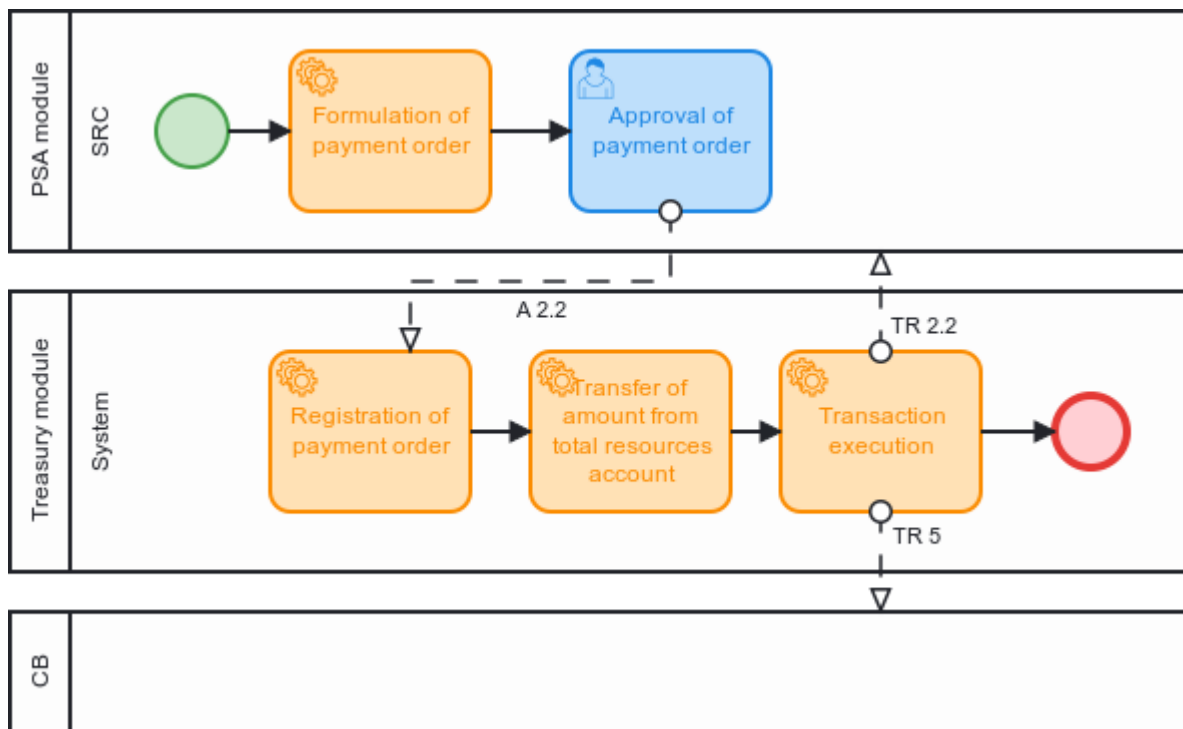 PSA module
SRC
Formulation of
payment order
Approval of
payment order
A 2.2
TR 2.2
Treasury module
System
Registration of
payment order
Transfer of
amount from
total resources
account
Transaction
execution
TR 5
CB